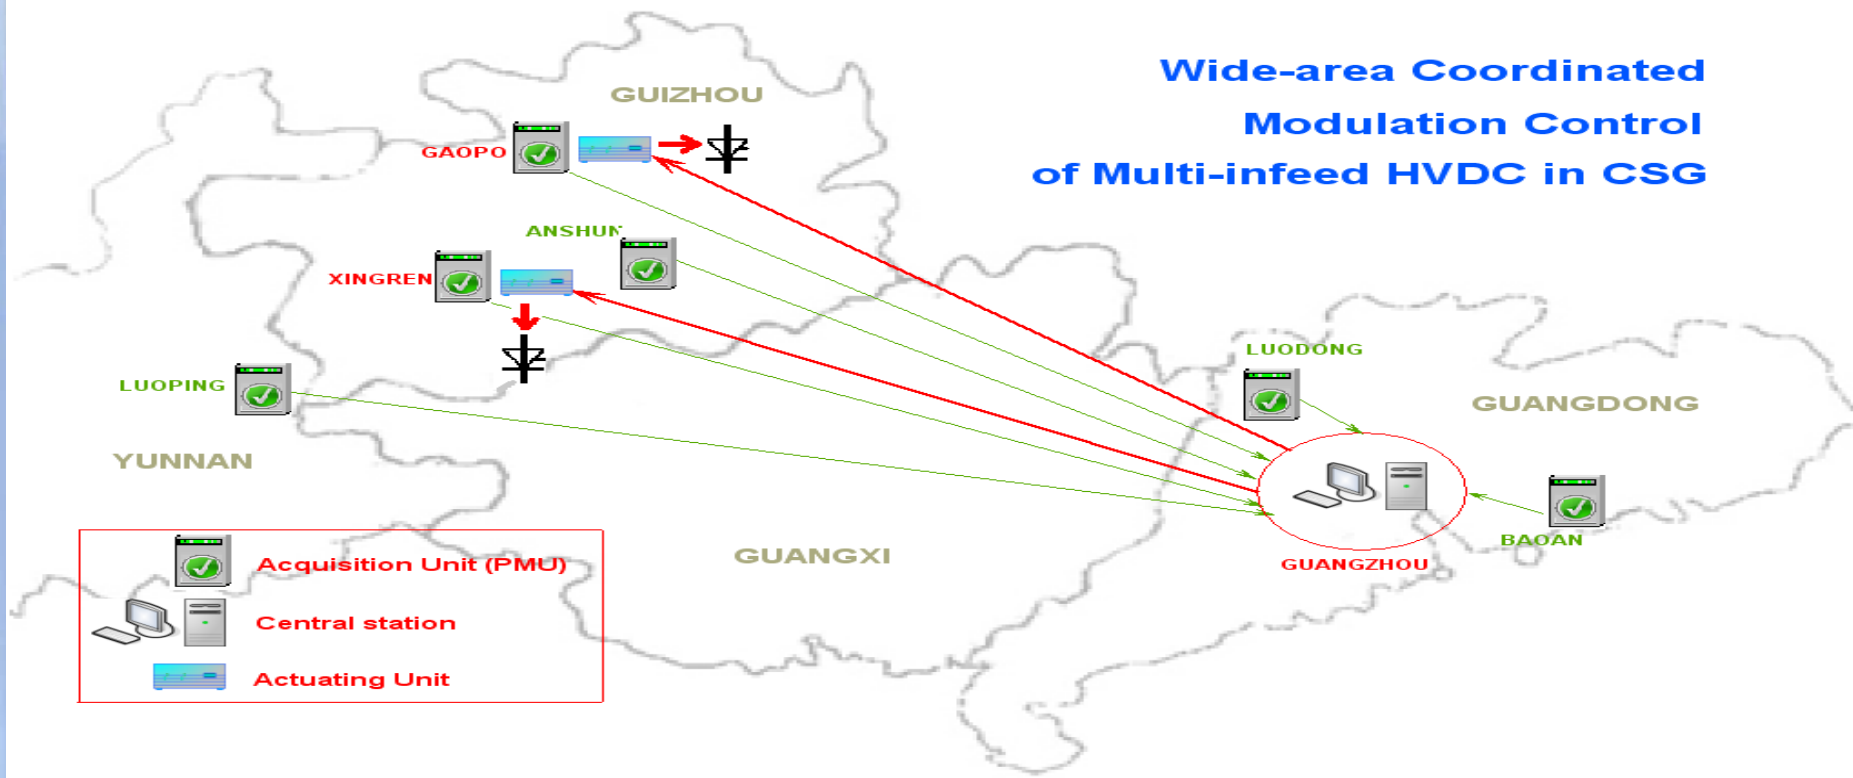 Wide-area Coordinated
Modulation Control
of Multi-infeed HVDC in CSG
GUIZHOU
GAOPO
ANSHUN
XINGREN
LUODONG
LUOPING
GUANGDONG
YUNNAN
BAOAN
GUANGXI
GUANGZHOU
Acquisition Unit (PMU)
Central station
Actuating Unit